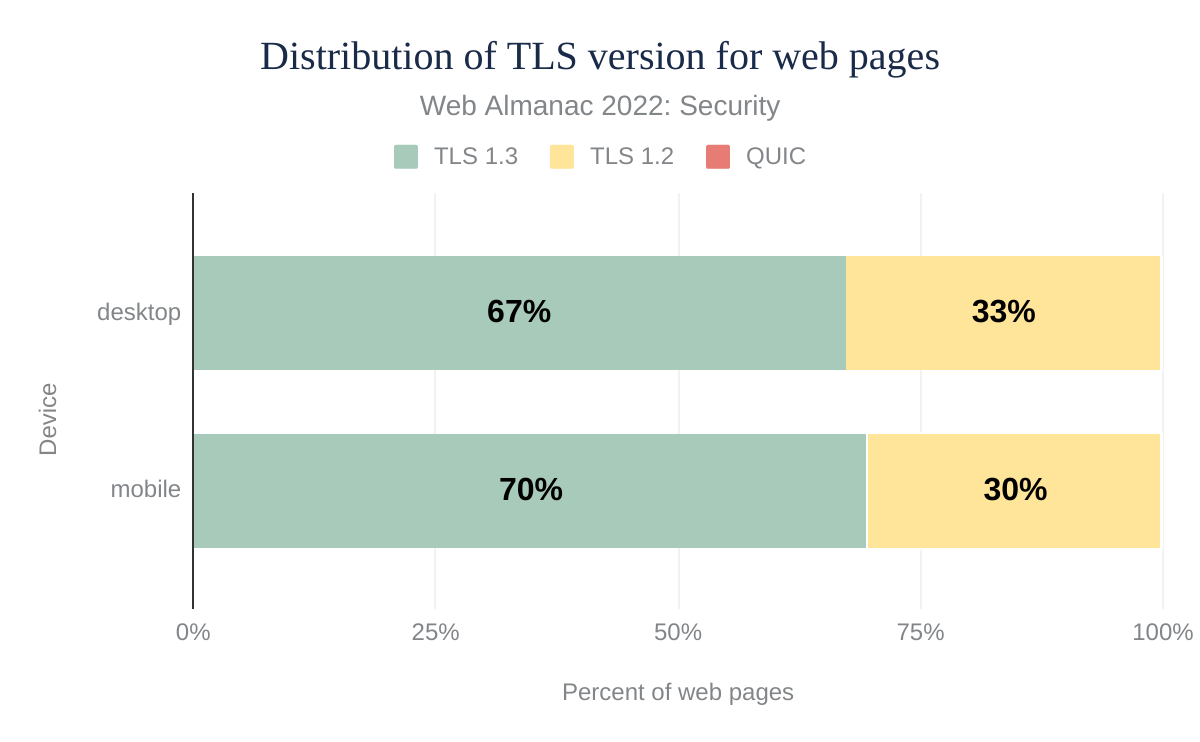 Distribution of TLS version for web pages
Web Almanac 2022: Security
TLS 1.3 TLS 1.2 QUIC
desktop 67% 33%
Device
mobile 70% 30%
0% 25% 50% 75% 100%
Percent of web pages